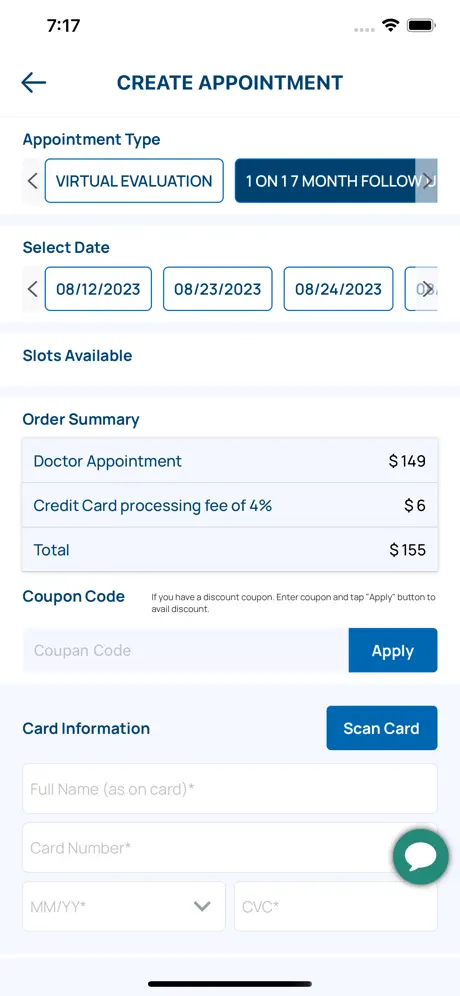 7:17
CREATE APPOINTMENT
Appointment Type
VIRTUAL EVALUATION
1 ON 1 7 MONTH FOLLOW U
Select Date
08/12/2023
08/23/2023
08/24/2023
Slots Available
Order Summary
Doctor Appointment $ 149
Credit Card processing fee of 4% $ 6
Total $ 155
Coupon Code
If you have a discount coupon. Enter coupon and tap "Apply" button to
avail discount.
Coupan Code
Apply
Card Information
Scan Card
Full Name (as on card)*
Card Number*
MM/YY*
CVC*